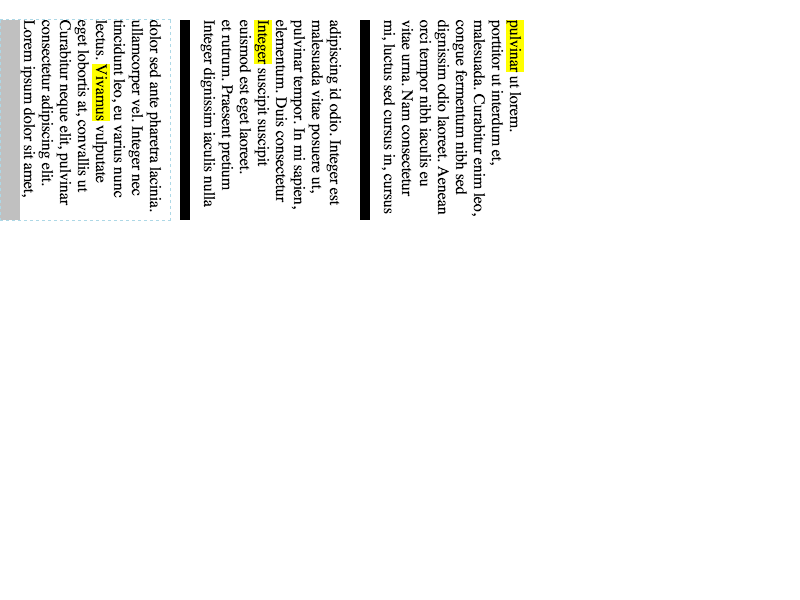 Lorem ipsum dolor sit amet,
consectetur adipiscing elit.
Curabitur neque elit, pulvinar
eget lobortis at, convallis ut
lectus. Vivamus vulputate
tincidunt leo, eu varius nunc
ullamcorper vel. Integer nec
dolor sed ante pharetra lacinia.
Integer dignissim iaculis nulla
et rutrum. Praesent pretium
euismod est eget laoreet.
Integer suscipit suscipit
elementum. Duis consectetur
pulvinar tempor. In mi sapien,
malesuada vitae posuere ut,
adipiscing id odio. Integer est
mi, luctus sed cursus in, cursus
vitae urna. Nam consectetur
orci tempor nibh iaculis eu
dignissim odio laoreet. Aenean
congue fermentum nibh sed
malesuada. Curabitur enim leo,
porttitor ut interdum et,
pulvinar ut lorem.